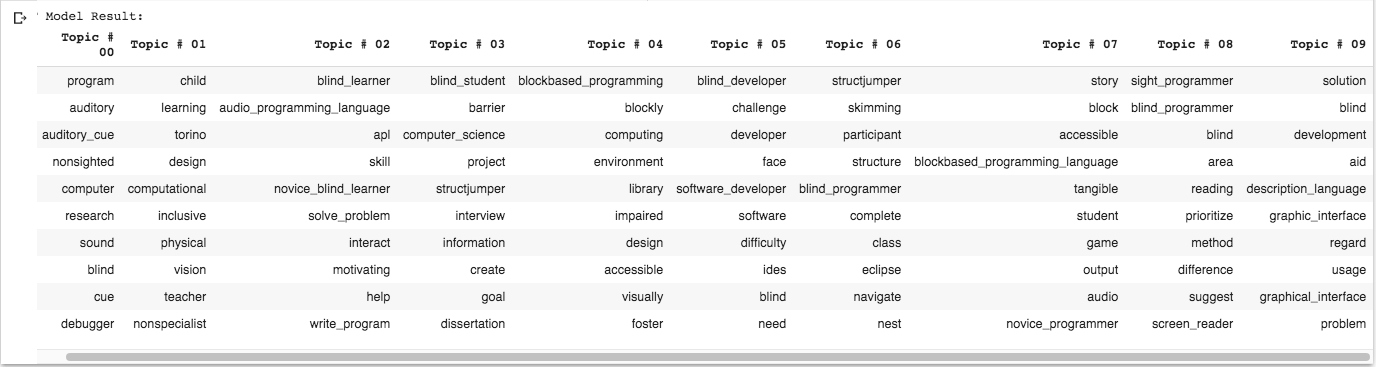 Model Result:
Topic # 00 Topic # 01 Topic # 02 Topic # 03 Topic # 04 Topic # 05 Topic # 06 Topic # 07 Topic # 08 Topic # 09
program child blind_learner blind_student blockbased_programming blind_developer structjumper story sight_programmer solution
auditory learning audio_programming_language barrier blockly challenge skimming block blind_programmer blind
auditory_cue torino apl computer_science computing developer participant accessible blind development
nonsighted design skill project environment face structure blockbased_programming_language area aid
computer computational novice_blind_learner structjumper library software_developer blind_programmer tangible reading description_language
research inclusive solve_problem interview impaired software complete student prioritize graphic_interface
sound physical interact information design difficulty class game method regard
blind vision motivating create accessible ides eclipse output difference usage
cue teacher help goal visually blind navigate audio suggest graphical_interface
debugger nonspecialist write_program dissertation foster need nest novice_programmer screen_reader problem